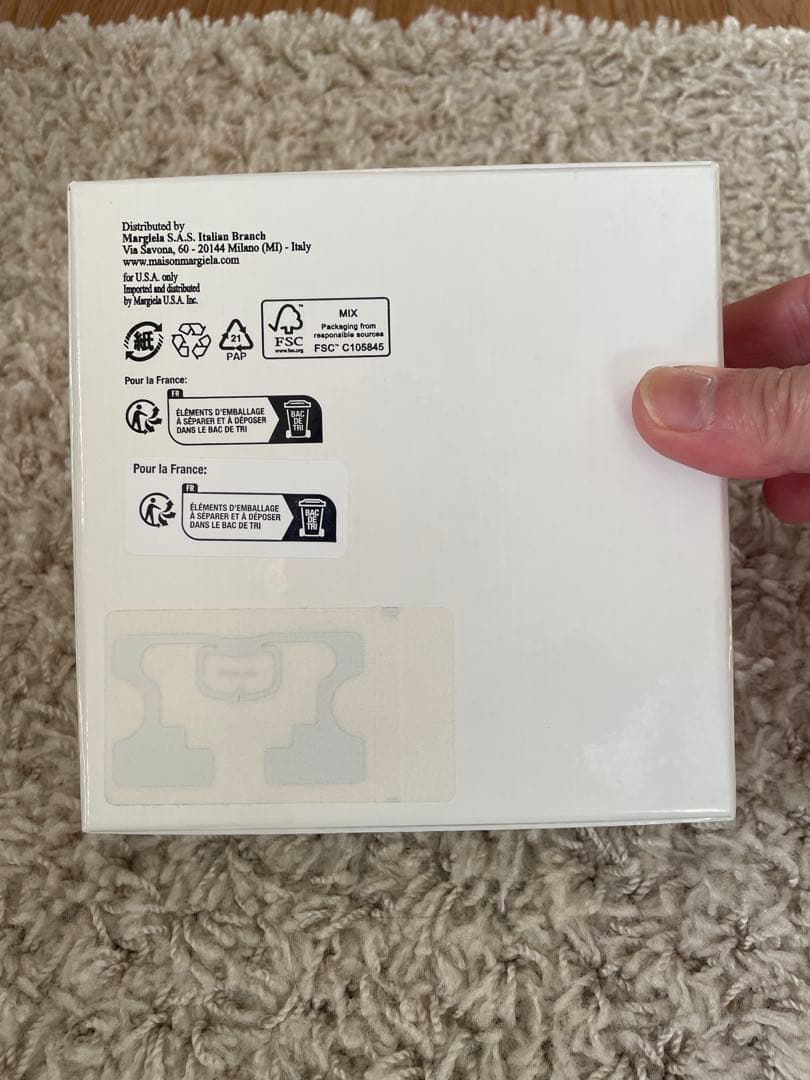 Distributed by
Margiela S.A.S. Italian Branch
Via Savona, 60 - 20144 Milano (MI) - Italy
www.maisonmargiela.com
for U.S.A. only
Imported and distributed
by Margiela U.S.A. Inc.
紙
21
PAP
FSC
www.fsc.org
MIX
Packaging from
responsible sources
FSC™ C105845
Pour la France:
FR
ÉLÉMENTS D'EMBALLAGE
À SÉPARER ET À DÉPOSER
DANS LE BAC DE TRI
BAC
DE
TRI
Pour la France:
FR
ÉLÉMENTS D'EMBALLAGE
À SÉPARER ET À DÉPOSER
DANS LE BAC DE TRI
BAC
DE
TRI